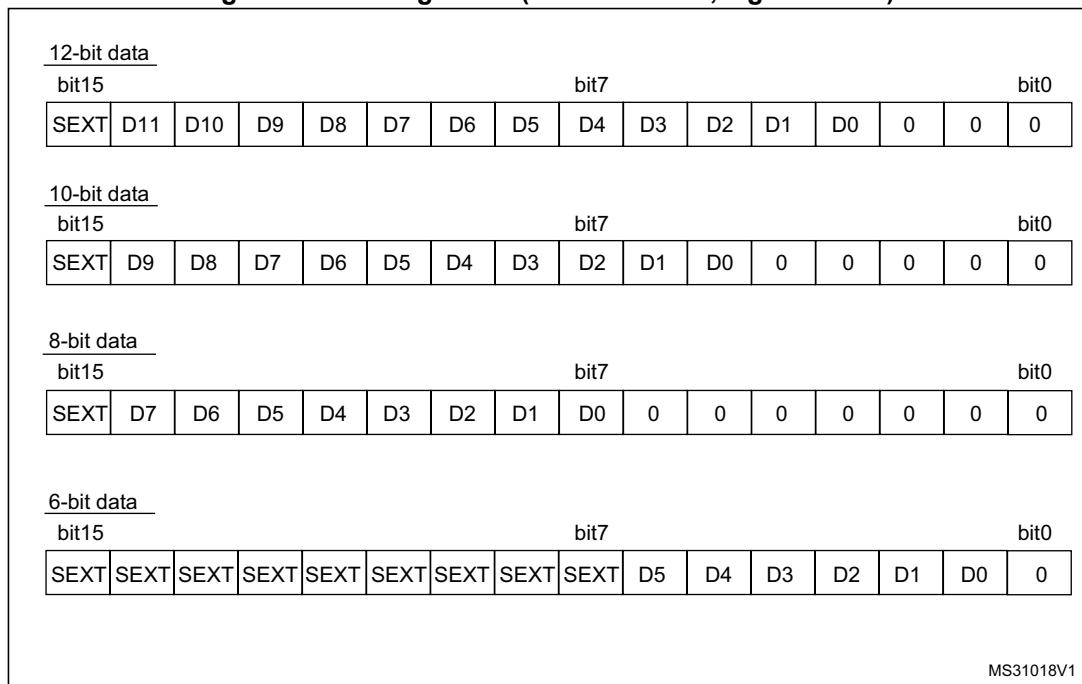 12-bit data
bit15 bit7 bit0
SEXT D11 D10 D9 D8 D7 D6 D5 D4 D3 D2 D1 D0 0 0 0
10-bit data
bit15 bit7 bit0
SEXT D9 D8 D7 D6 D5 D4 D3 D2 D1 D0 0 0 0 0 0
8-bit data
bit15 bit7 bit0
SEXT D7 D6 D5 D4 D3 D2 D1 D0 0 0 0 0 0 0 0
6-bit data
bit15 bit7 bit0
SEXT SEXT SEXT SEXT SEXT SEXT SEXT SEXT SEXT D5 D4 D3 D2 D1 D0 0
MS31018V1